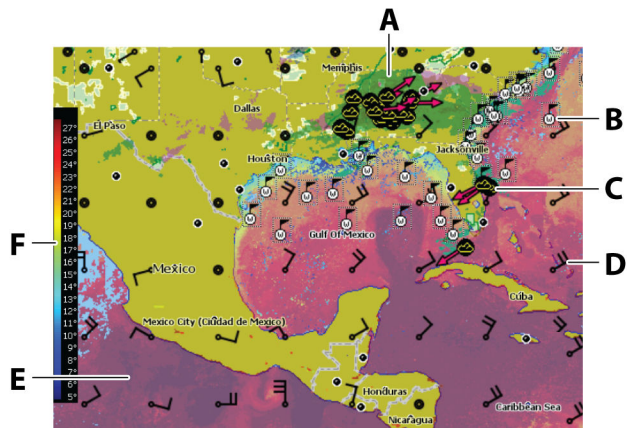 A
Memphis
Dallas
El Paso
B
Jacksonville
Houston
C
Gulf Of Mexico
F
Mexico
D
Cuba
Mexico City (Ciudad de Mexico)
E
Honduras
Caribbean Sea
Nicaragua
27°
26°
25°
24°
23°
22°
21°
20°
19°
18°
17°
16°
15°
14°
13°
12°
11°
10°
9°
8°
7°
6°
5°